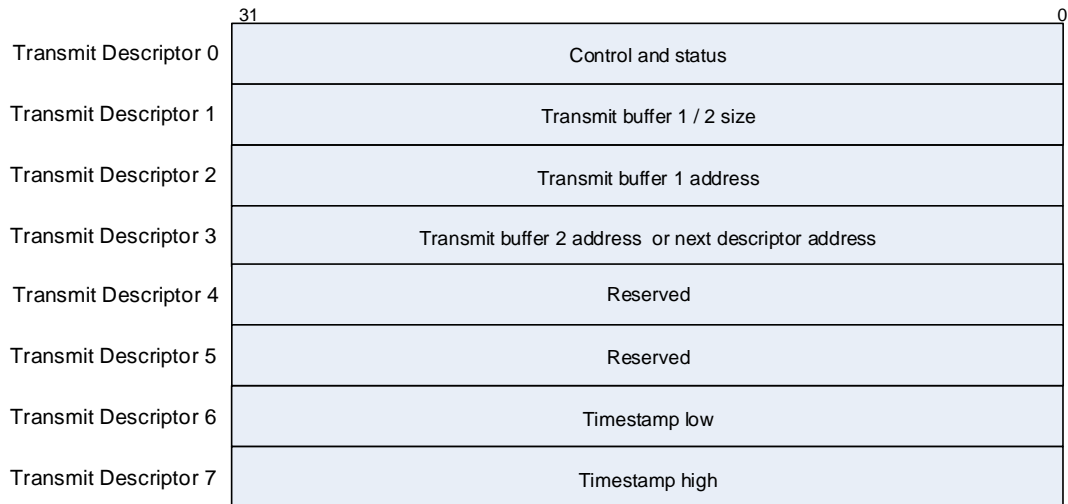 31 0
Transmit Descriptor 0 Control and status
Transmit Descriptor 1 Transmit buffer 1 / 2 size
Transmit Descriptor 2 Transmit buffer 1 address
Transmit Descriptor 3 Transmit buffer 2 address or next descriptor address
Transmit Descriptor 4 Reserved
Transmit Descriptor 5 Reserved
Transmit Descriptor 6 Timestamp low
Transmit Descriptor 7 Timestamp high